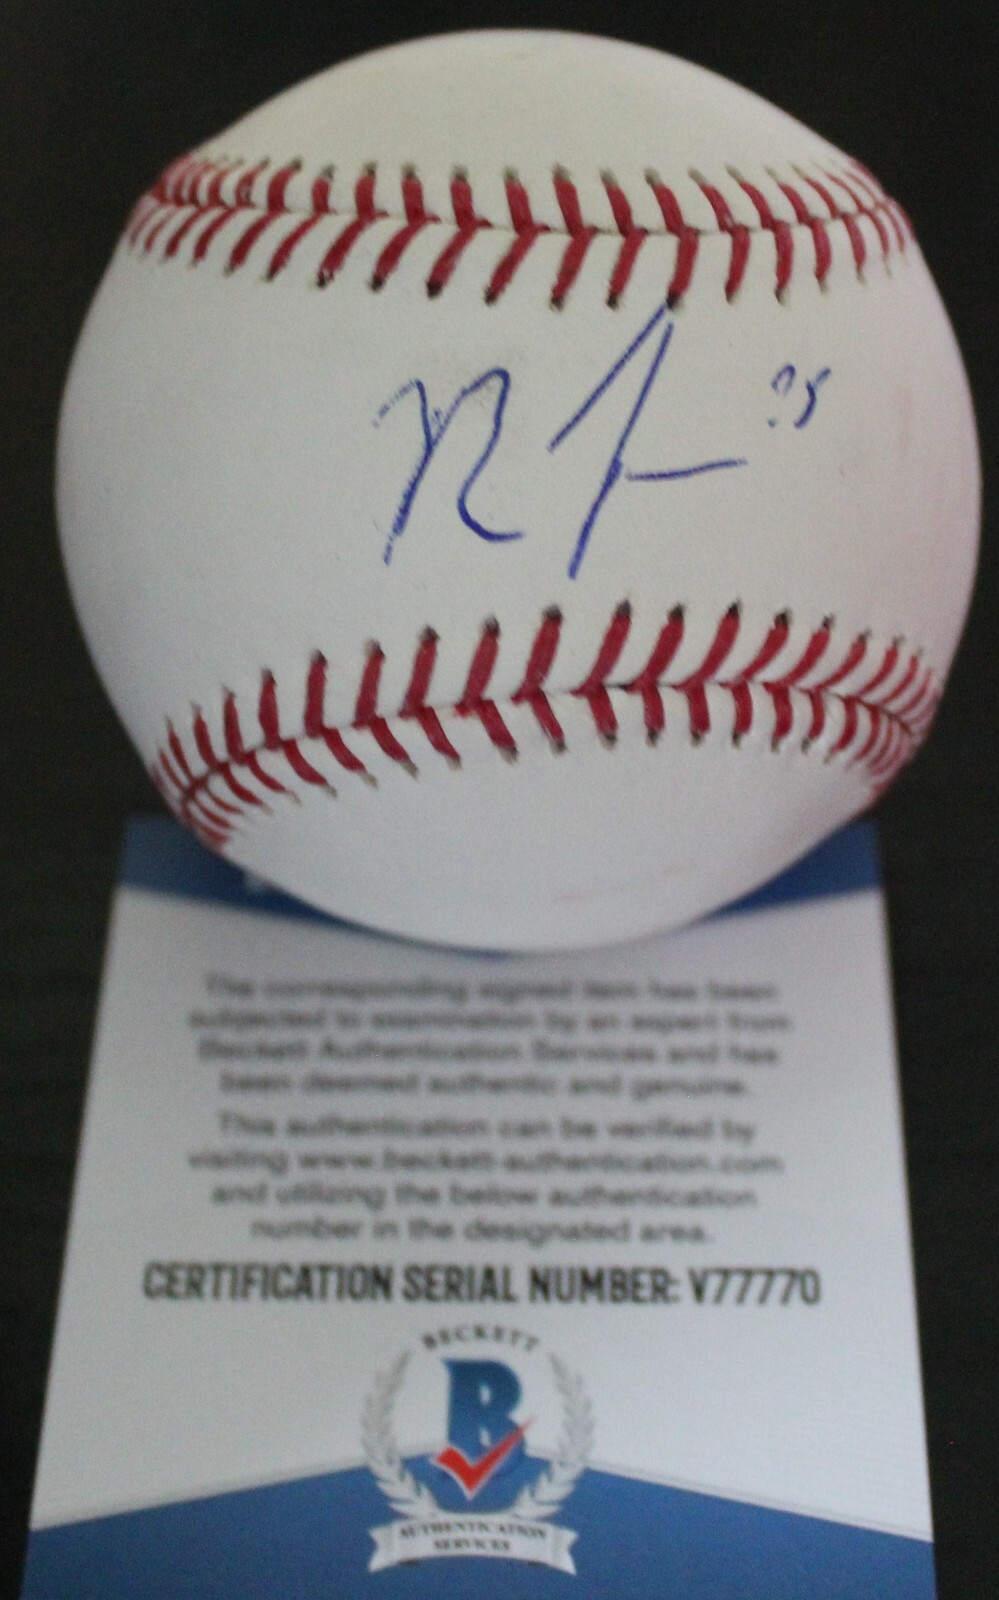 The corresponding signed item has been
subjected to examination by an expert from
Beckett Authentication Services and has
been deemed authentic and genuine.
This authentication can be verified by
visiting www.beckett-authentication.com
and utilizing the below authentication
number in the designated area.
CERTIFICATION SERIAL NUMBER: V77770
BECKETT
B
AUTHENTICATION
SERVICES